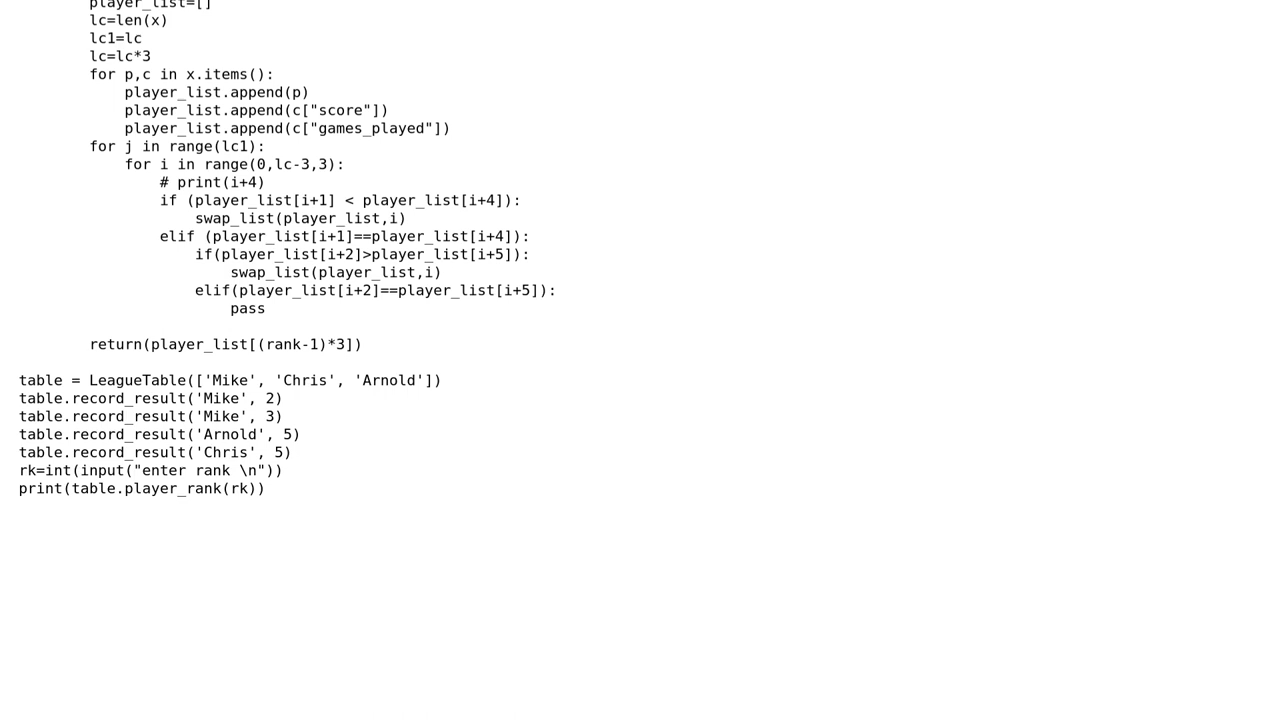 player_list=[]
        lc=len(x)
        lc1=lc
        lc=lc*3
        for p,c in x.items():
            player_list.append(p)
            player_list.append(c["score"])
            player_list.append(c["games_played"])
        for j in range(lc1):
            for i in range(0,lc-3,3):
                # print(i+4)
                if (player_list[i+1] < player_list[i+4]):
                    swap_list(player_list,i)
                elif (player_list[i+1]==player_list[i+4]):
                    if(player_list[i+2]>player_list[i+5]):
                        swap_list(player_list,i)
                    elif(player_list[i+2]==player_list[i+5]):
                        pass

        return(player_list[(rank-1)*3])

table = LeagueTable(['Mike', 'Chris', 'Arnold'])
table.record_result('Mike', 2)
table.record_result('Mike', 3)
table.record_result('Arnold', 5)
table.record_result('Chris', 5)
rk=int(input("enter rank \n"))
print(table.player_rank(rk))